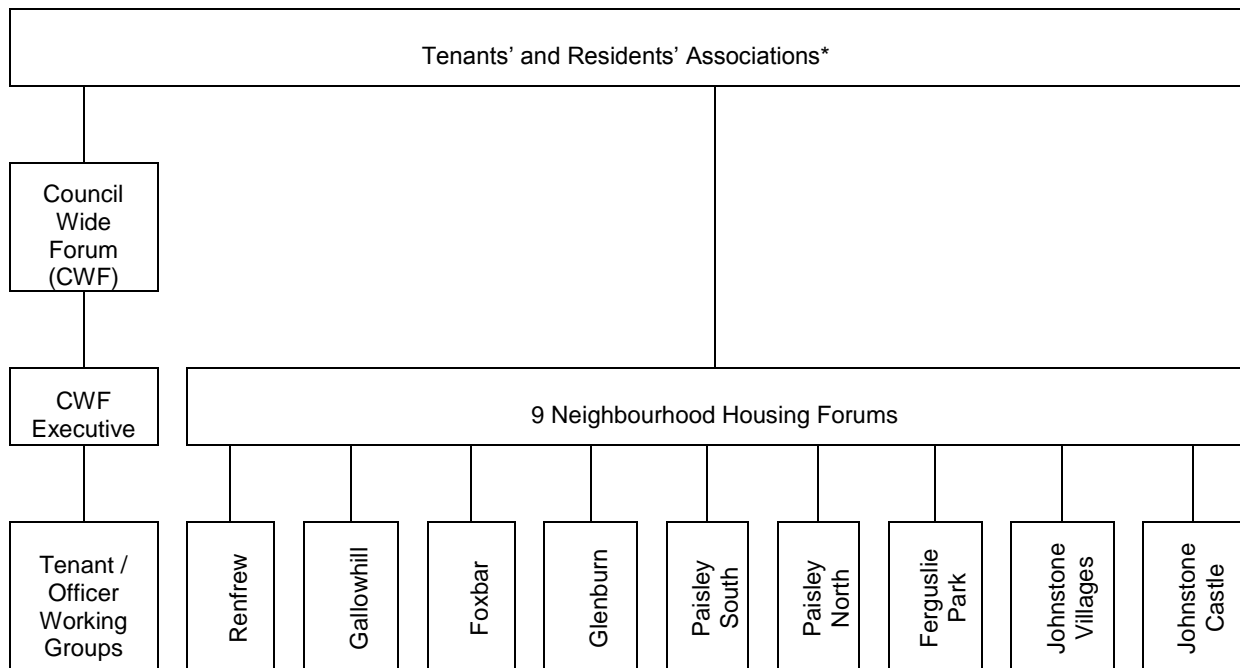 Tenants’ and Residents’ Associations*
Council
Wide
Forum
(CWF)
CWF
Executive
9 Neighbourhood Housing Forums
Tenant /
Officer
Working
Groups
Renfrew
Gallowhill
Foxbar
Glenburn
Paisley
South
Paisley
North
Ferguslie
Park
Johnstone
Villages
Johnstone
Castle